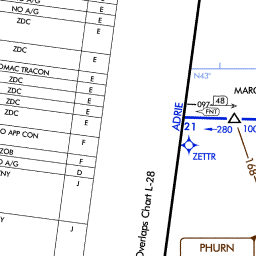 NO A/G E
ZDC E
E
ZDC E
OMAC TRACON E
ZDC E
ZDC E
ZDC E
ZDC E
O APP CON F
ZOB F
O A/G D
NY J
J
Overlaps Chart L-28
N43°
MARC
097 48
FNT
ADRIE
21
280
100
ZETTR
168
PHURN